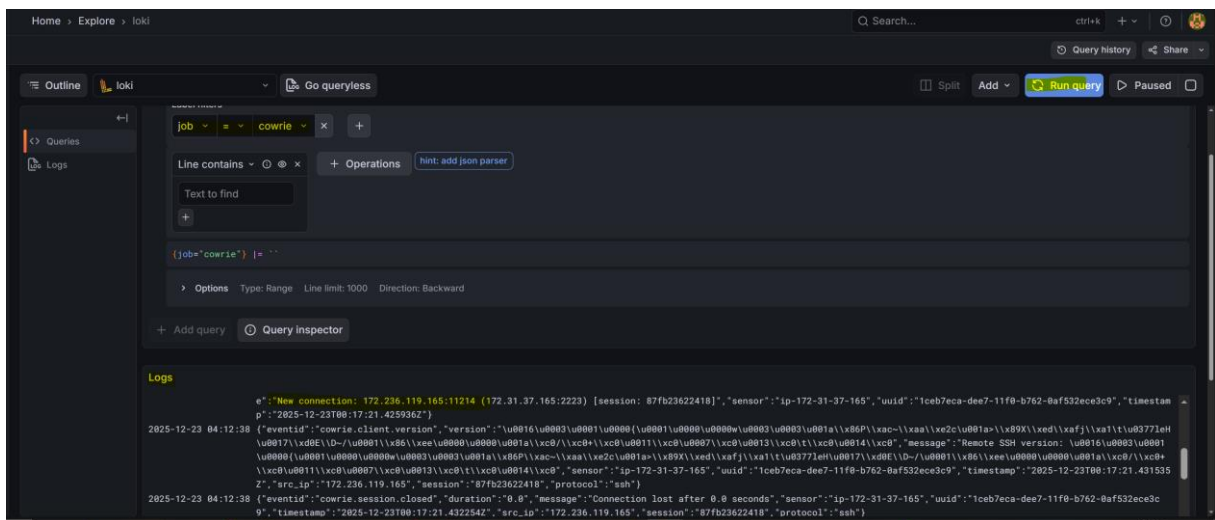 Home › Explore › loki
Search...
ctrl+k
Query history
Share
Outline
loki
Go queryless
Split
Add
Run query
Paused
Queries
Logs
job = cowrie
Line contains
+ Operations
hint: add json parser
Text to find
{job="cowrie"} |= ``
Options Type: Range Line limit: 1000 Direction: Backward
+ Add query
Query inspector
Logs
e":"New connection: 172.236.119.165:11214 (172.31.37.165:2223) [session: 87fb23622418]","sensor":"ip-172-31-37-165","uuid":"1ceb7eca-dee7-11f0-b762-0af532ece3c9","timestam
p":"2025-12-23T00:17:21.425936Z"}
2025-12-23 04:12:38 {"eventid":"cowrie.client.version","version":"\u0016\u0003\u0001\u0000{\u0001\u0000\u0000w\u0003\u0003\u001a\\x86P\\xac~\\xaa\\xe2c\u001a>\\x89X\\xed\\xafj\\xa1\t\u0377leH
\u0017\\xd0E\\D~/\u0001\\x86\\xee\u0000\u0000\u001a\\xc0/\\xc0+\\xc0\u0011\\xc0\u0007\\xc0\u0013\\xc0\t\\xc0\u0014\\xc0","message":"Remote SSH version: \u0016\u0003\u0001
\u0000{\u0001\u0000\u0000w\u0003\u0003\u001a\\x86P\\xac~\\xaa\\xe2c\u001a>\\x89X\\xed\\xafj\\xa1\t\u0377leH\u0017\\xd0E\\D~/\u0001\\x86\\xee\u0000\u0000\u001a\\xc0/\\xc0+
\\xc0\u0011\\xc0\u0007\\xc0\u0013\\xc0\t\\xc0\u0014\\xc0","sensor":"ip-172-31-37-165","uuid":"1ceb7eca-dee7-11f0-b762-0af532ece3c9","timestamp":"2025-12-23T00:17:21.431535
Z","src_ip":"172.236.119.165","session":"87fb23622418","protocol":"ssh"}
2025-12-23 04:12:38 {"eventid":"cowrie.session.closed","duration":"0.0","message":"Connection lost after 0.0 seconds","sensor":"ip-172-31-37-165","uuid":"1ceb7eca-dee7-11f0-b762-0af532ece3c
9","timestamp":"2025-12-23T00:17:21.432254Z","src_ip":"172.236.119.165","session":"87fb23622418","protocol":"ssh"}